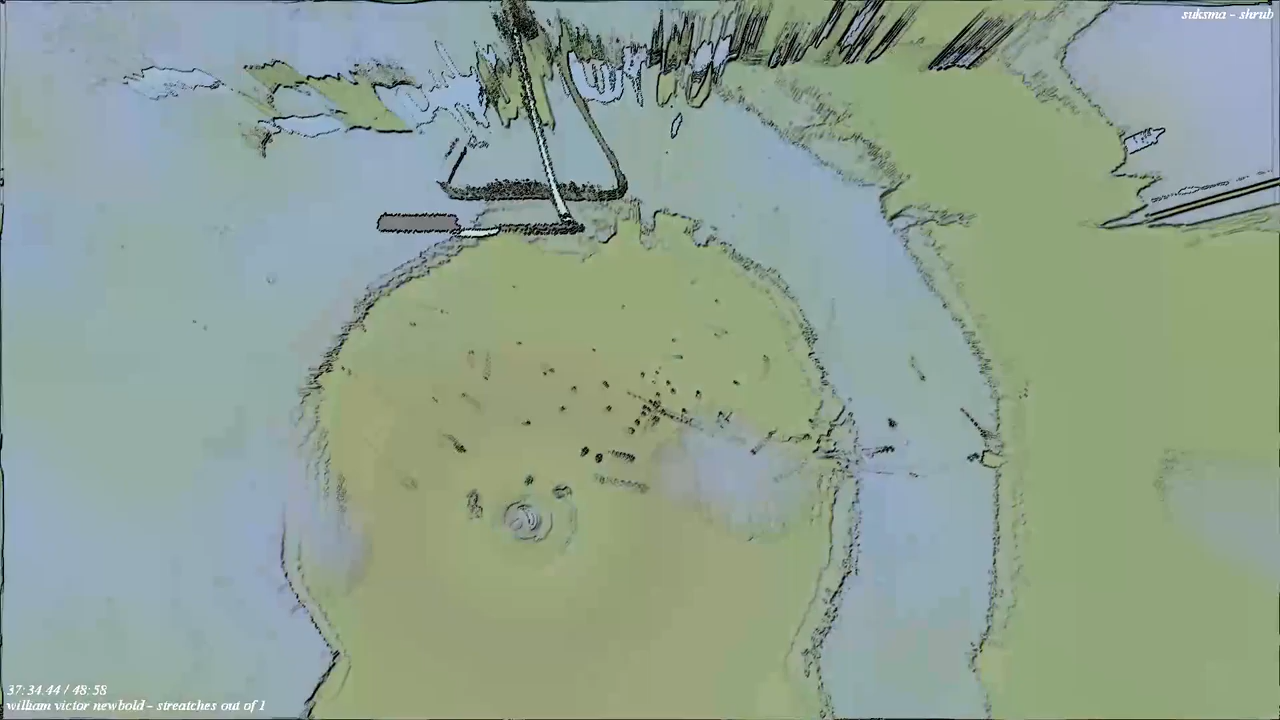 suksma - shrub
37:34.44 / 48:58
william victor newbold - streatches out of 1